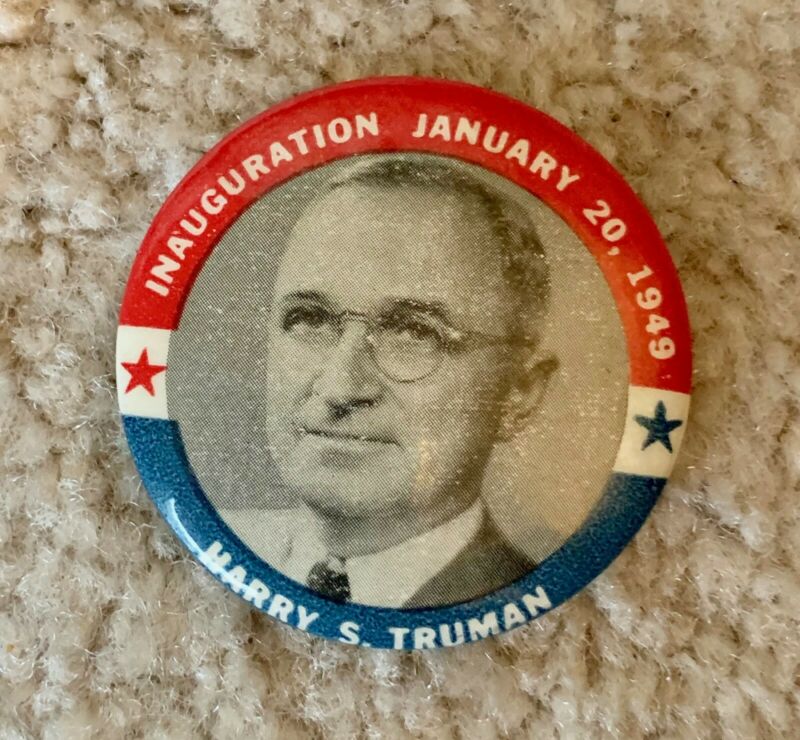 INAUGURATION JANUARY 20, 1949
HARRY S. TRUMAN